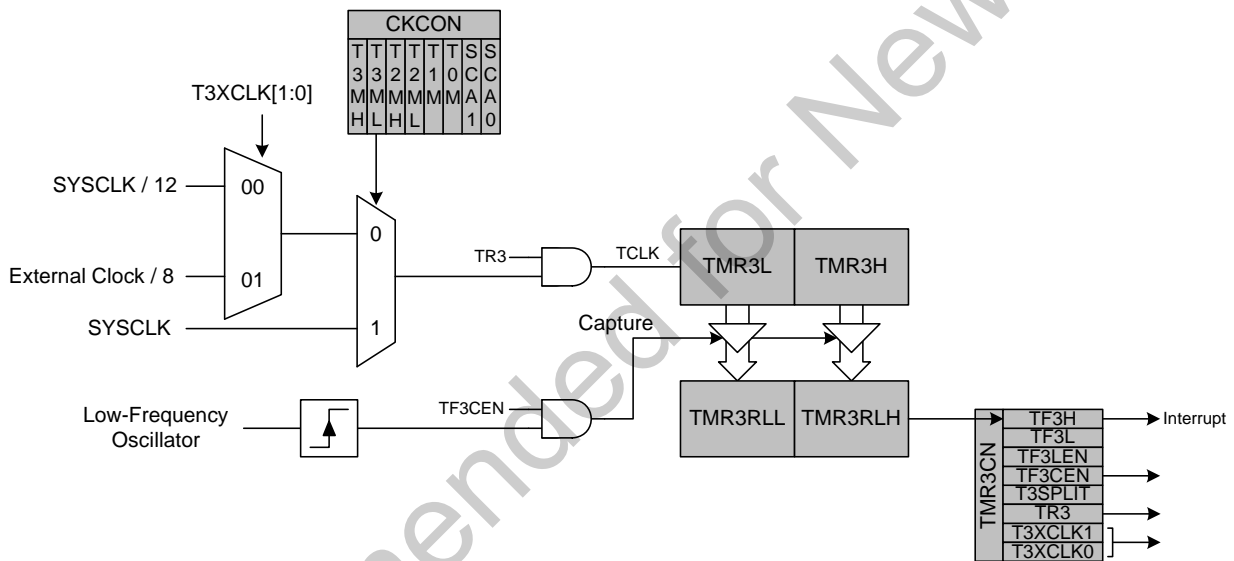 CKCON
T3MH
T3ML
T2MH
T2ML
T1M
T0M
SCA1
SCA0
T3XCLK[1:0]
SYSCLK / 12
00
External Clock / 8
01
SYSCLK
0
1
TR3
TCLK
TMR3L
TMR3H
Capture
Low-Frequency
Oscillator
TF3CEN
TMR3RLL
TMR3RLH
TMR3CN
TF3H
TF3L
TF3LEN
TF3CEN
T3SPLIT
TR3
T3XCLK1
T3XCLK0
Interrupt
mended for New